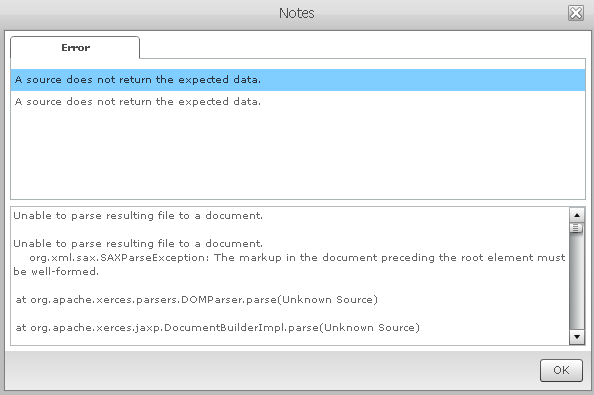 Notes
Error
A source does not return the expected data.
A source does not return the expected data.
Unable to parse resulting file to a document.
Unable to parse resulting file to a document.
org.xml.sax.SAXParseException: The markup in the document preceding the root element must
be well-formed.
at org.apache.xerces.parsers.DOMParser.parse(Unknown Source)
at org.apache.xerces.jaxp.DocumentBuilderImpl.parse(Unknown Source)
OK